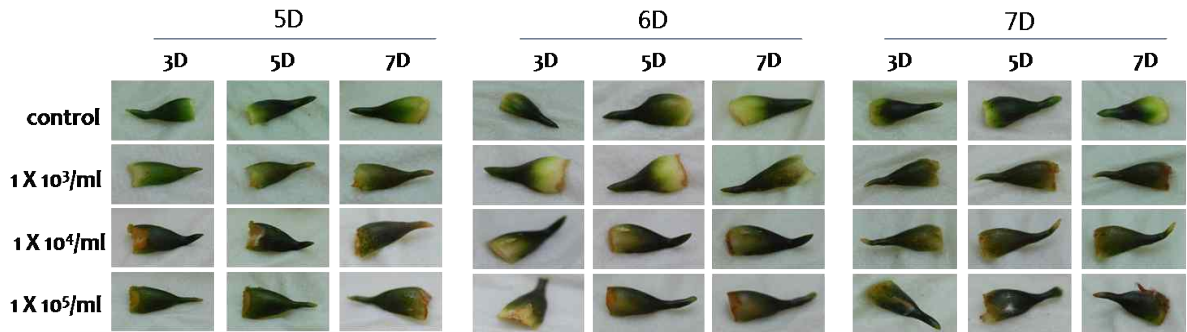 5D 6D 7D
3D 5D 7D 3D 5D 7D 3D 5D 7D
control
1 X 10³/ml
1 X 10⁴/ml
1 X 10⁵/ml